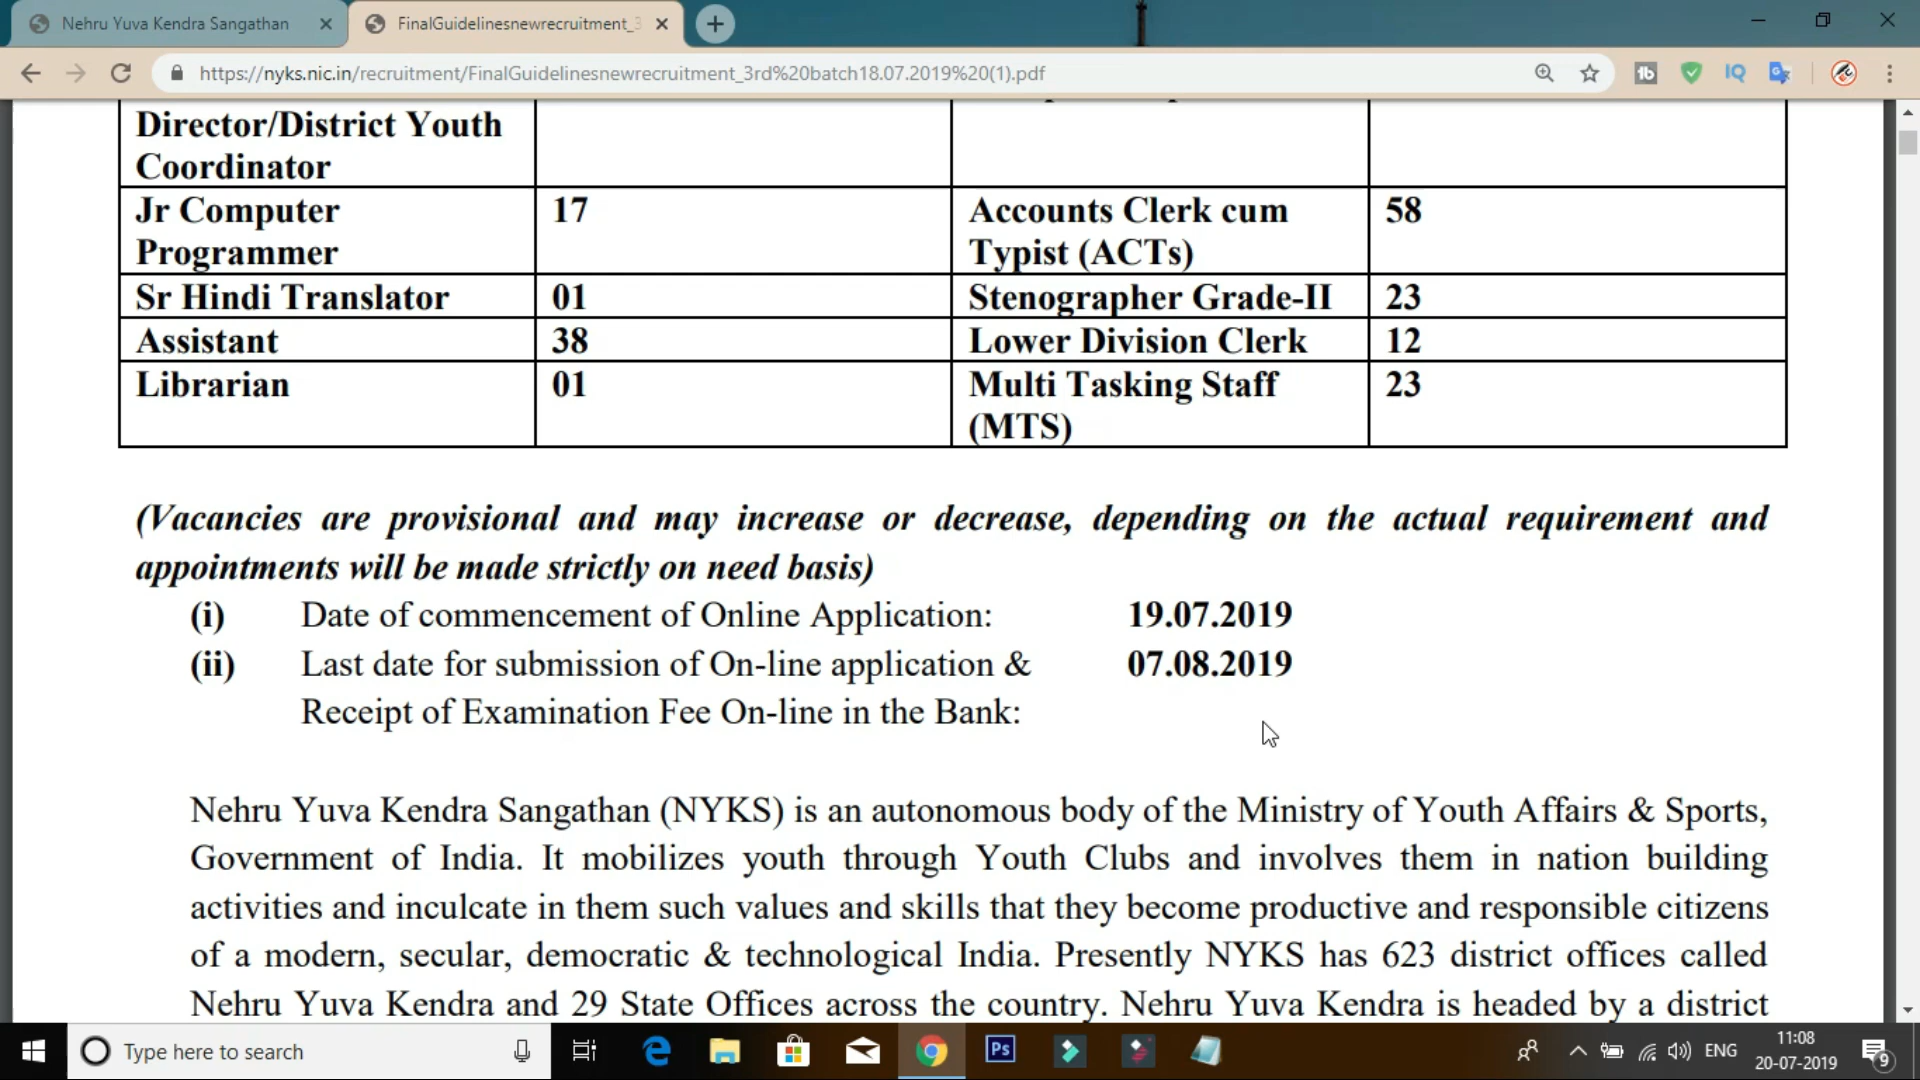 Nehru Yuva Kendra Sangathan
FinalGuidelinesnewrecruitment_3
https://nyks.nic.in/recruitment/FinalGuidelinesnewrecruitment_3rd%20batch18.07.2019%20(1).pdf
Director/District Youth
Coordinator
Jr Computer
Programmer
17
Accounts Clerk cum
Typist (ACTs)
58
Sr Hindi Translator
01
Stenographer Grade-II
23
Assistant
38
Lower Division Clerk
12
Librarian
01
Multi Tasking Staff
(MTS)
23
(Vacancies are provisional and may increase or decrease, depending on the actual requirement and
appointments will be made strictly on need basis)
(i) Date of commencement of Online Application: 19.07.2019
(ii) Last date for submission of On-line application & 07.08.2019
Receipt of Examination Fee On-line in the Bank:
Nehru Yuva Kendra Sangathan (NYKS) is an autonomous body of the Ministry of Youth Affairs & Sports,
Government of India. It mobilizes youth through Youth Clubs and involves them in nation building
activities and inculcate in them such values and skills that they become productive and responsible citizens
of a modern, secular, democratic & technological India. Presently NYKS has 623 district offices called
Nehru Yuva Kendra and 29 State Offices across the country. Nehru Yuva Kendra is headed by a district
Type here to search
Ps
ENG
11:08
20-07-2019
9